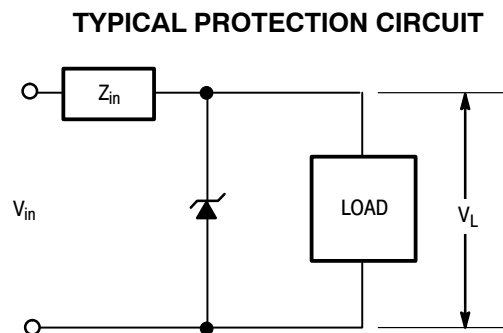 TYPICAL PROTECTION CIRCUIT
Zin
Vin
LOAD
VL